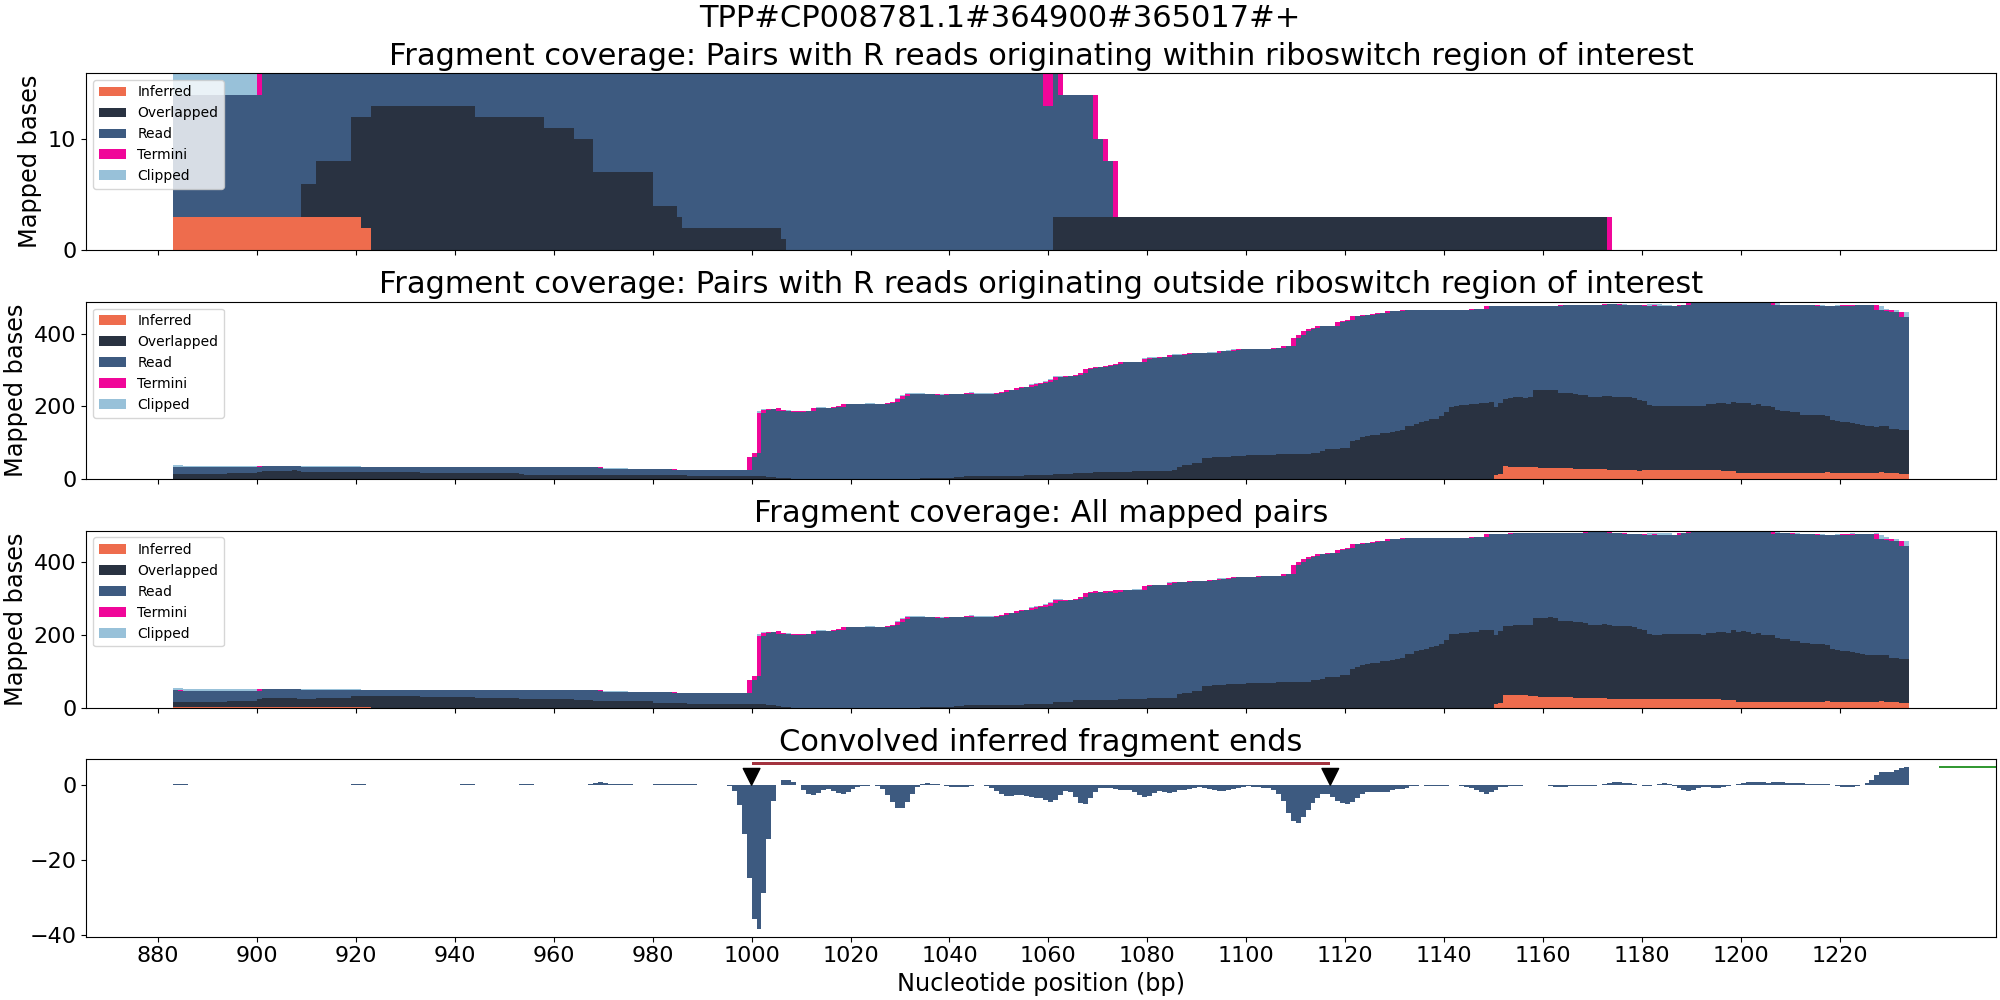 TPP#CP008781.1#364900#365017#+
Fragment coverage: Pairs with R reads originating within riboswitch region of interest
Mapped bases
10
0
Inferred
Overlapped
Read
Termini
Clipped
Fragment coverage: Pairs with R reads originating outside riboswitch region of interest
Mapped bases
400
200
0
Inferred
Overlapped
Read
Termini
Clipped
Fragment coverage: All mapped pairs
Mapped bases
400
200
0
Inferred
Overlapped
Read
Termini
Clipped
Convolved inferred fragment ends
0
−20
−40
880 900 920 940 960 980 1000 1020 1040 1060 1080 1100 1120 1140 1160 1180 1200 1220
Nucleotide position (bp)